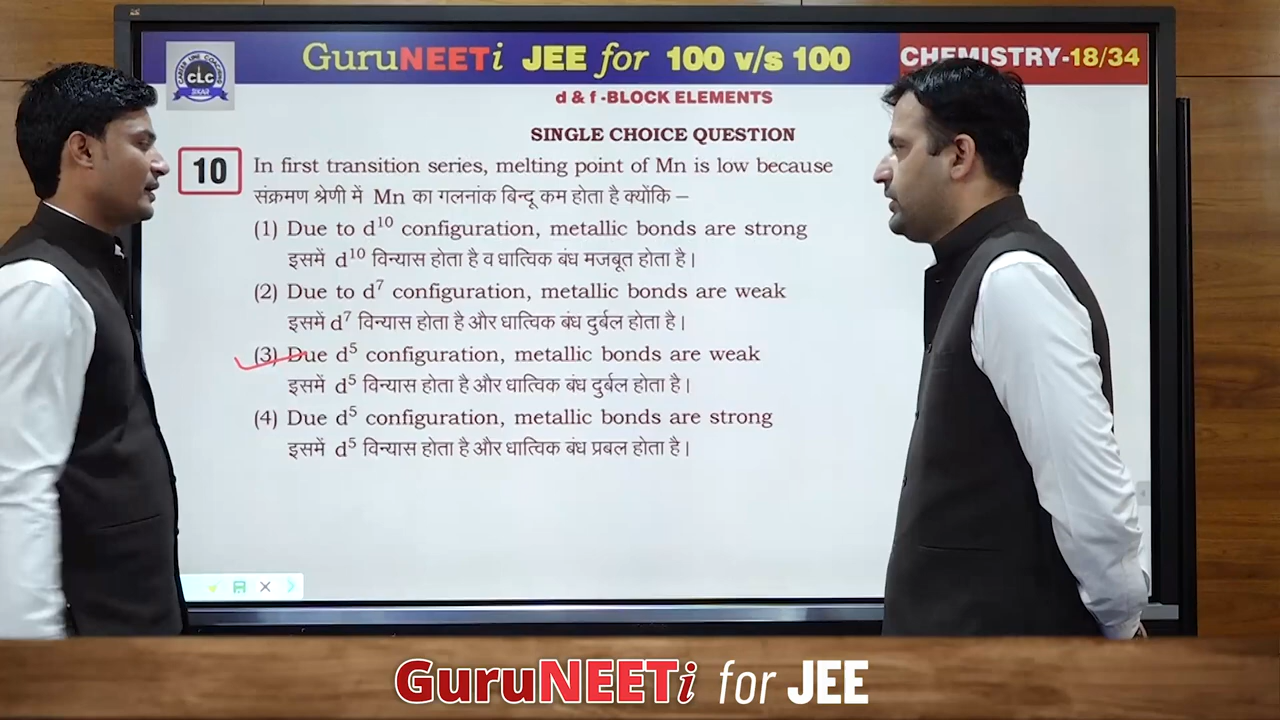 GuruNEETi JEE for 100 v/s 100
CHEMISTRY-18/34
CLC
SIKAR
d & f -BLOCK ELEMENTS
SINGLE CHOICE QUESTION
10 In first transition series, melting point of Mn is low because
संक्रमण श्रेणी में Mn का गलनांक बिन्दू कम होता है क्योंकि –
(1) Due to d¹⁰ configuration, metallic bonds are strong
इसमें d¹⁰ विन्यास होता है व धात्विक बंध मजबूत होता है।
(2) Due to d⁷ configuration, metallic bonds are weak
इसमें d⁷ विन्यास होता है और धात्विक बंध दुर्बल होता है।
(3) Due d⁵ configuration, metallic bonds are weak
इसमें d⁵ विन्यास होता है और धात्विक बंध दुर्बल होता है।
(4) Due d⁵ configuration, metallic bonds are strong
इसमें d⁵ विन्यास होता है और धात्विक बंध प्रबल होता है।
GuruNEETi for JEE